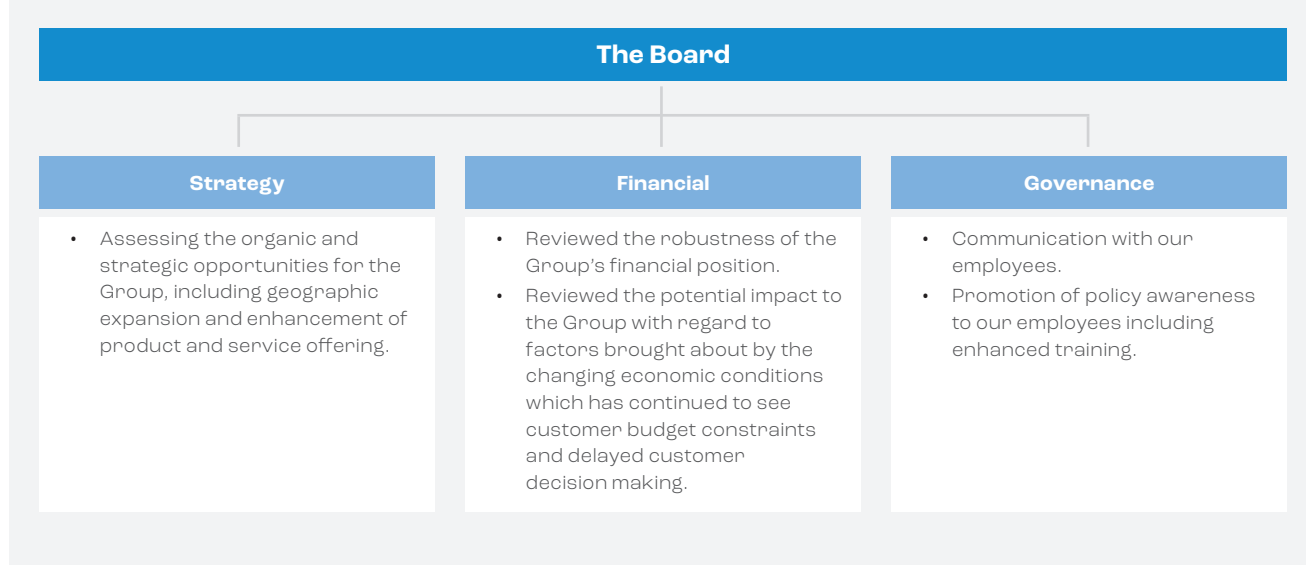 The Board
Strategy
• Assessing the organic and
strategic opportunities for the
Group, including geographic
expansion and enhancement of
product and service offering.
Financial
• Reviewed the robustness of the
Group's financial position.
• Reviewed the potential impact to
the Group with regard to
factors brought about by the
changing economic conditions
which has continued to see
customer budget constraints
and delayed customer
decision making.
Governance
• Communication with our
employees.
• Promotion of policy awareness
to our employees including
enhanced training.